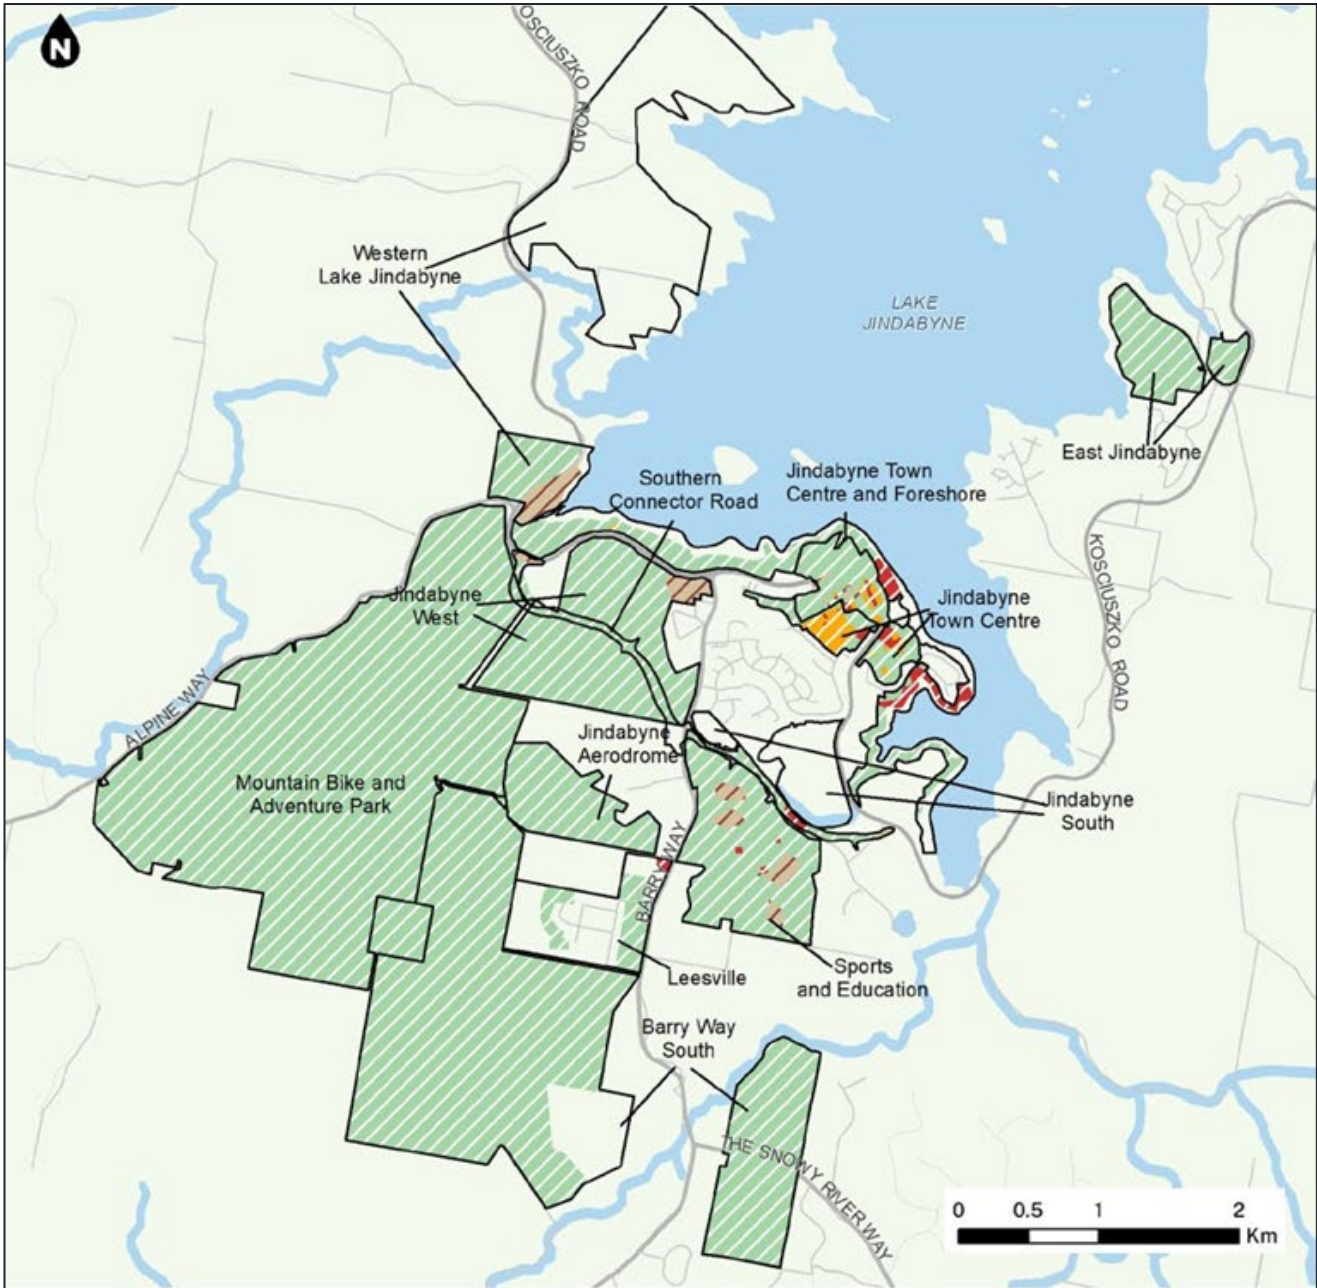 N
OSCIUSZKO ROAD
Western
Lake Jindabyne
LAKE
JINDABYNE
East Jindabyne
Southern
Connector Road
Jindabyne Town
Centre and Foreshore
KOSCIUSZKO ROAD
Jindabyne
West
Jindabyne
Town Centre
ALPINE WAY
Jindabyne
Aerodrome
Mountain Bike and
Adventure Park
Jindabyne
South
BARRY WAY
Leesville
Sports
and Education
Barry Way
South
THE SNOWY RIVER WAY
0 0.5 1 2
Km